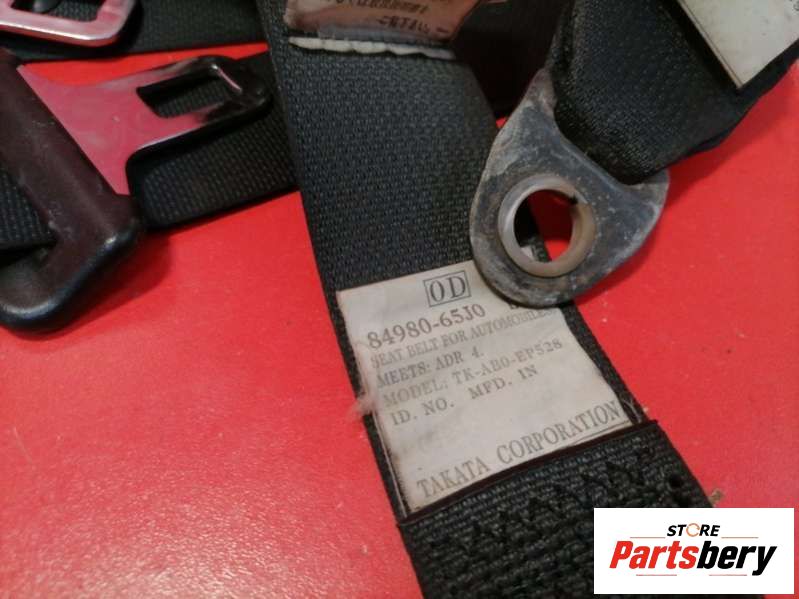 OD
84980-65J0
SEAT BELT FOR AUTOMOBILES
MEETS: ADR 4.
MODEL: TK-AB0-EP528
ID. NO. MFD. IN
TAKATA CORPORATION
STORE
Partsbery